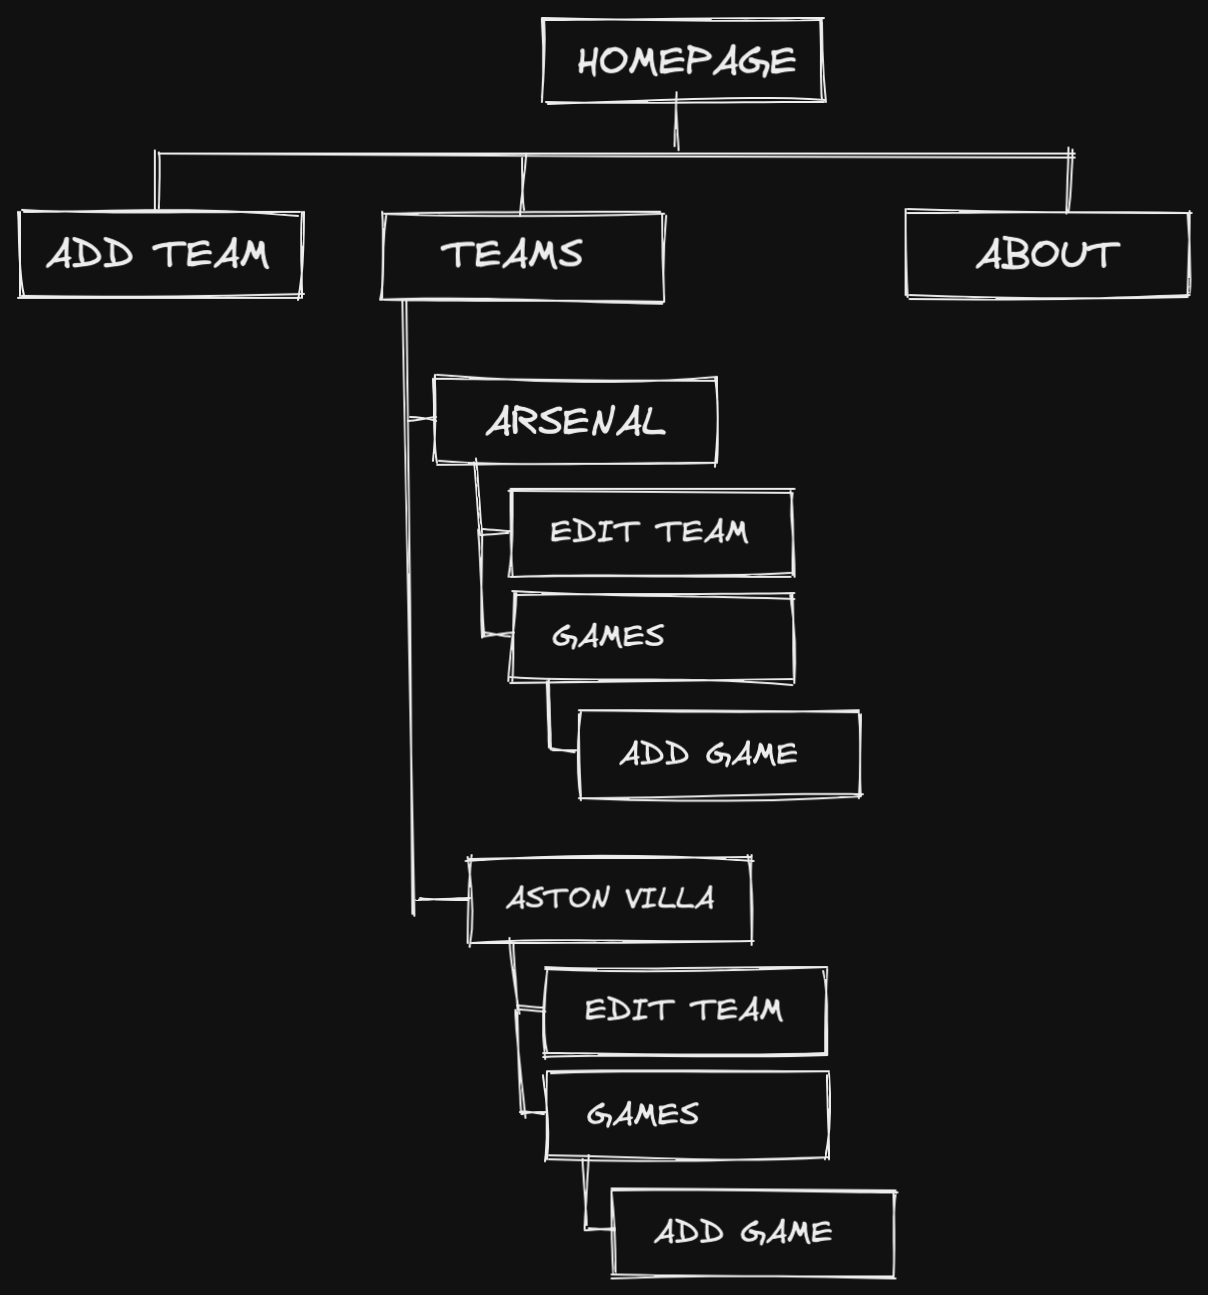 HOMEPAGE
ADD TEAM
TEAMS
ABOUT
ARSENAL
EDIT TEAM
GAMES
ADD GAME
ASTON VILLA
EDIT TEAM
GAMES
ADD GAME